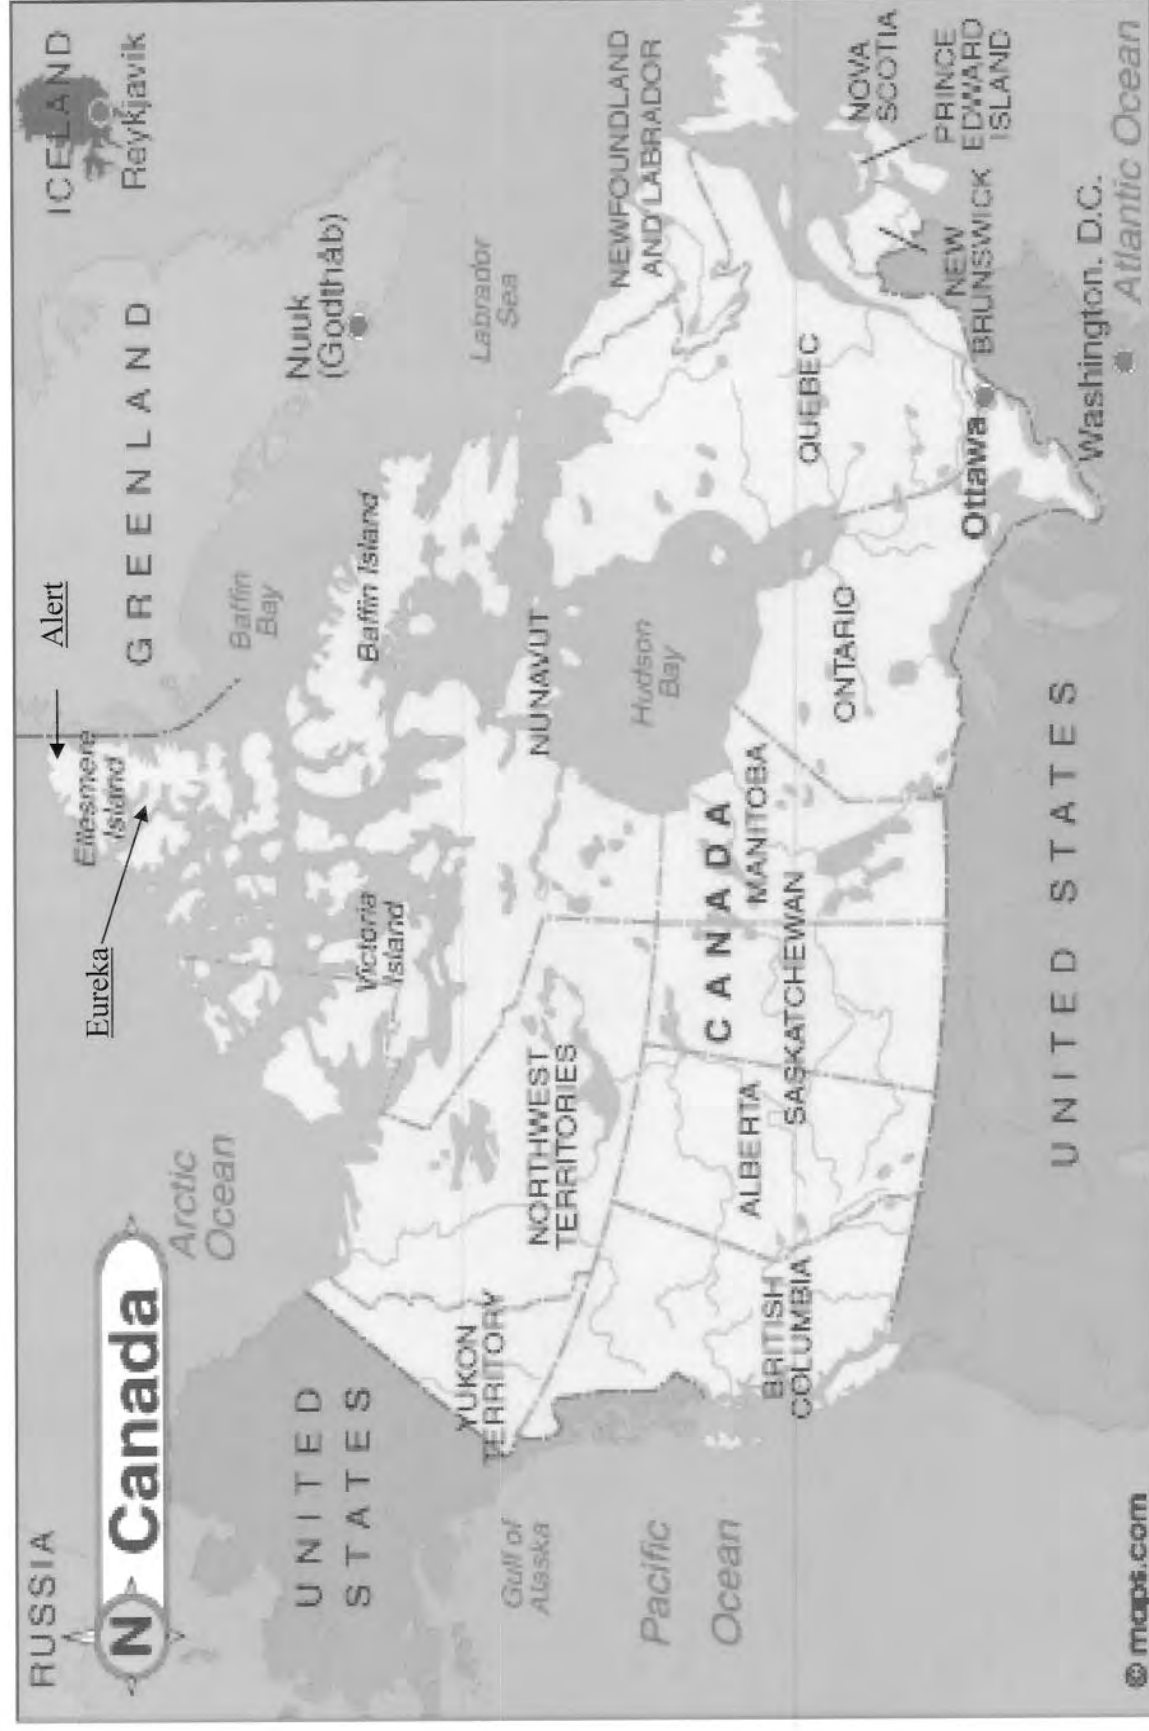 RUSSIA
N Canada
Arctic
Ocean
Eureka
Alert
Ellesmere
Island
GREENLAND
ICELAND
Reykjavik
Baffin
Bay
Nuuk
(Godthåb)
UNITED
STATES
Victoria
Island
Baffin Island
Labrador
Sea
YUKON
TERRITORY
NORTHWEST
TERRITORIES
NUNAVUT
Gulf of
Alaska
Hudson
Bay
NEWFOUNDLAND
AND LABRADOR
Pacific
Ocean
BRITISH
COLUMBIA
ALBERTA
CANADA
SASKATCHEWAN
MANITOBA
ONTARIO
QUEBEC
NOVA
SCOTIA
PRINCE
EDWARD
ISLAND
NEW
BRUNSWICK
Ottawa
UNITED STATES
Washington. D.C.
Atlantic Ocean
© maps.com